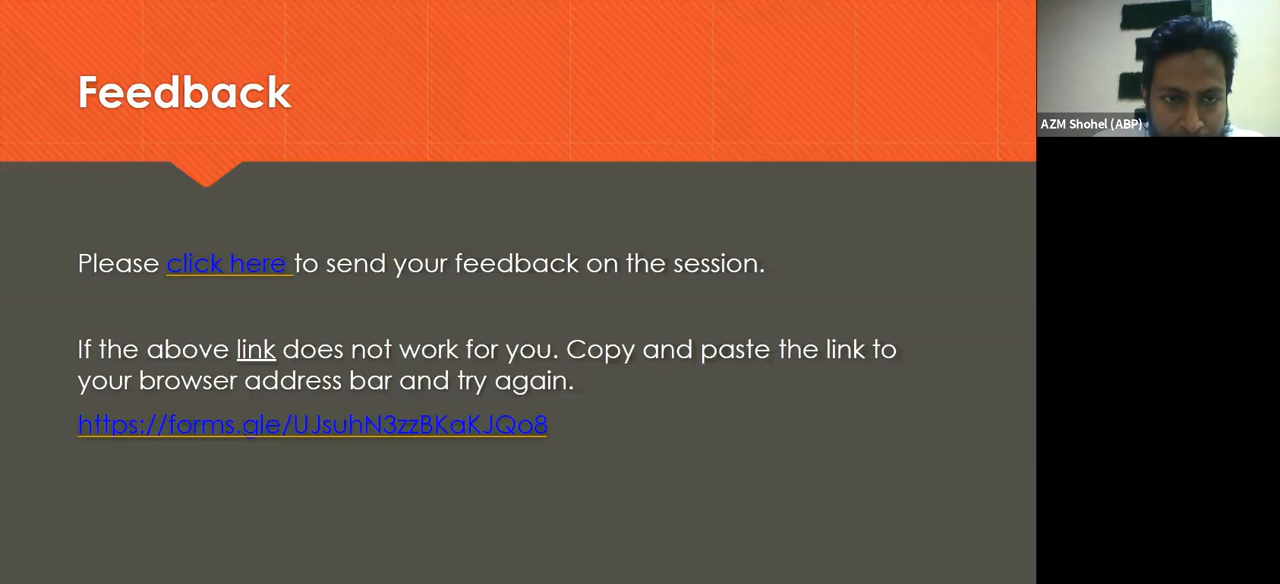 Feedback
AZM Shohel (ABP)
Please click here to send your feedback on the session.
If the above link does not work for you. Copy and paste the link to
your browser address bar and try again.
https://forms.gle/UJsuhN3zzBKaKJQo8